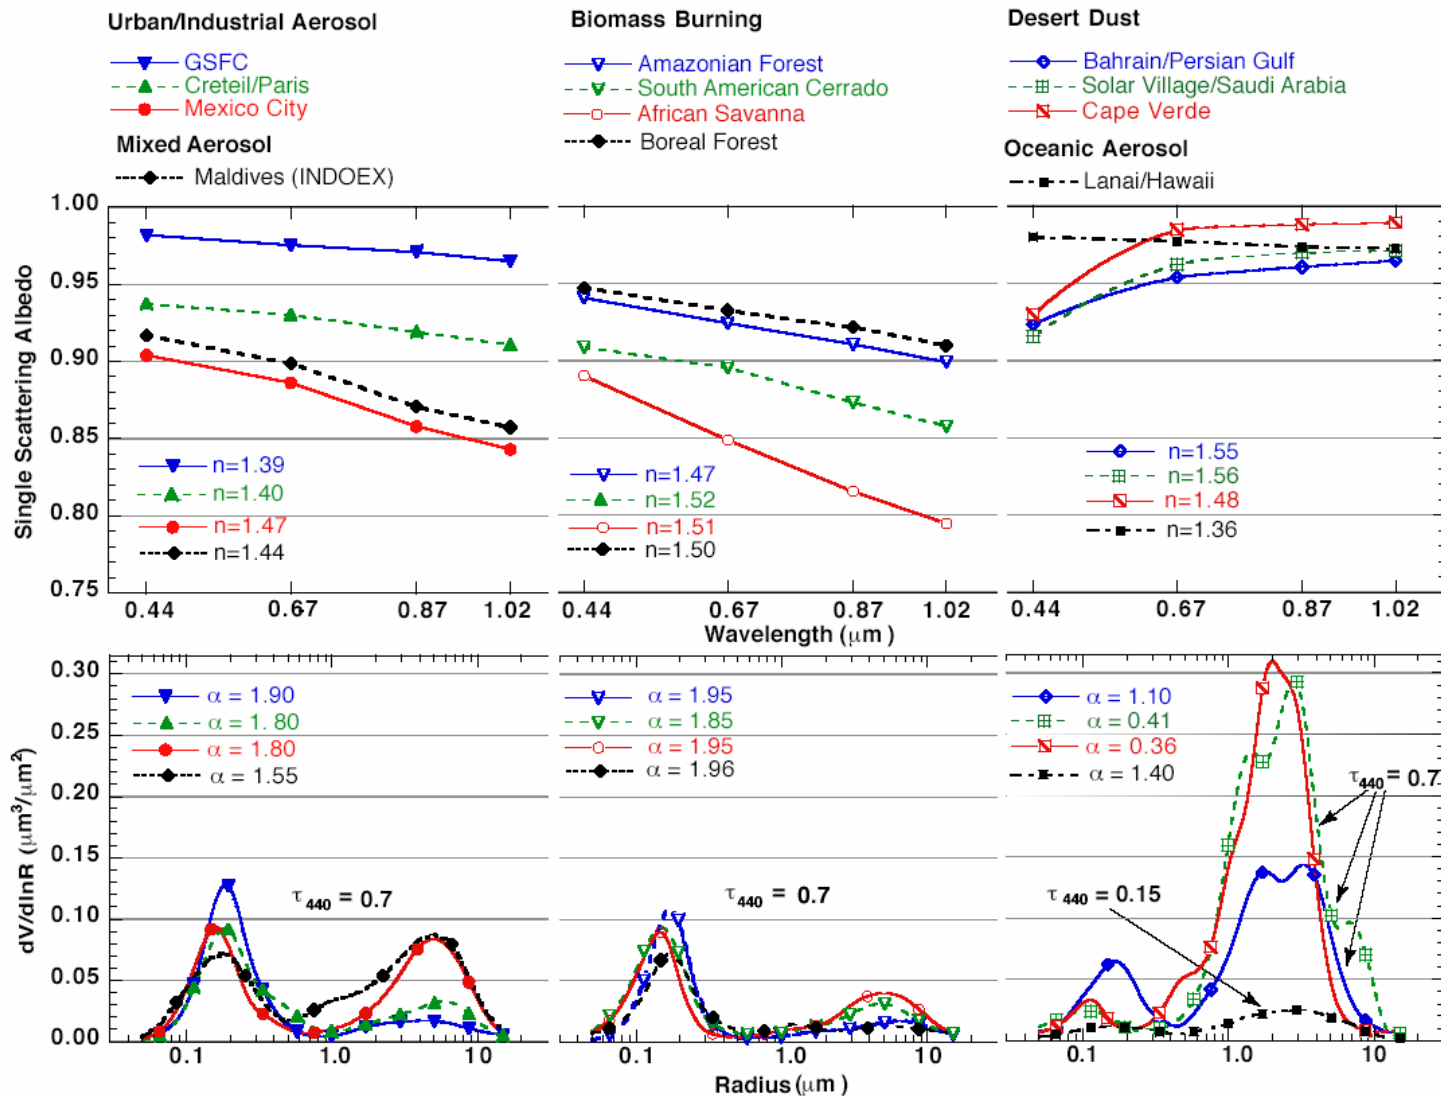 Urban/Industrial Aerosol
GSFC
Creteil/Paris
Mexico City
Mixed Aerosol
Maldives (INDOEX)
Biomass Burning
Amazonian Forest
South American Cerrado
African Savanna
Boreal Forest
Desert Dust
Bahrain/Persian Gulf
Solar Village/Saudi Arabia
Cape Verde
Oceanic Aerosol
Lanai/Hawaii
Single Scattering Albedo
1.00
0.95
0.90
0.85
0.80
0.75
n=1.39
n=1.40
n=1.47
n=1.44
0.44 0.67 0.87 1.02
n=1.47
n=1.52
n=1.51
n=1.50
0.44 0.67 0.87 1.02
n=1.55
n=1.56
n=1.48
n=1.36
0.44 0.67 0.87 1.02
Wavelength (μm )
dV/dlnR (μm³/μm²)
0.30
0.25
0.20
0.15
0.10
0.05
0.00
α = 1.90
α = 1.80
α = 1.80
α = 1.55
τ₄₄₀ = 0.7
0.1 1.0 10
α = 1.95
α = 1.85
α = 1.95
α = 1.96
τ₄₄₀ = 0.7
0.1 1.0 10
α = 1.10
α = 0.41
α = 0.36
α = 1.40
τ₄₄₀ = 0.7
τ₄₄₀ = 0.15
0.1 1.0 10
Radius (μm )